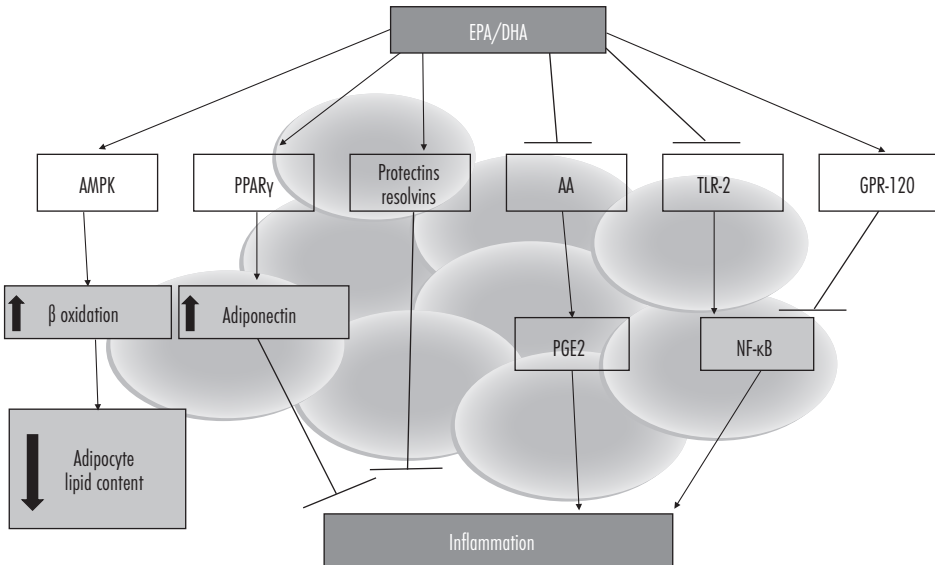 EPA/DHA
AMPK
PPARγ
Protectins
resolvins
AA
TLR-2
GPR-120
β oxidation
Adiponectin
PGE2
NF-κB
Adipocyte
lipid content
Inflammation